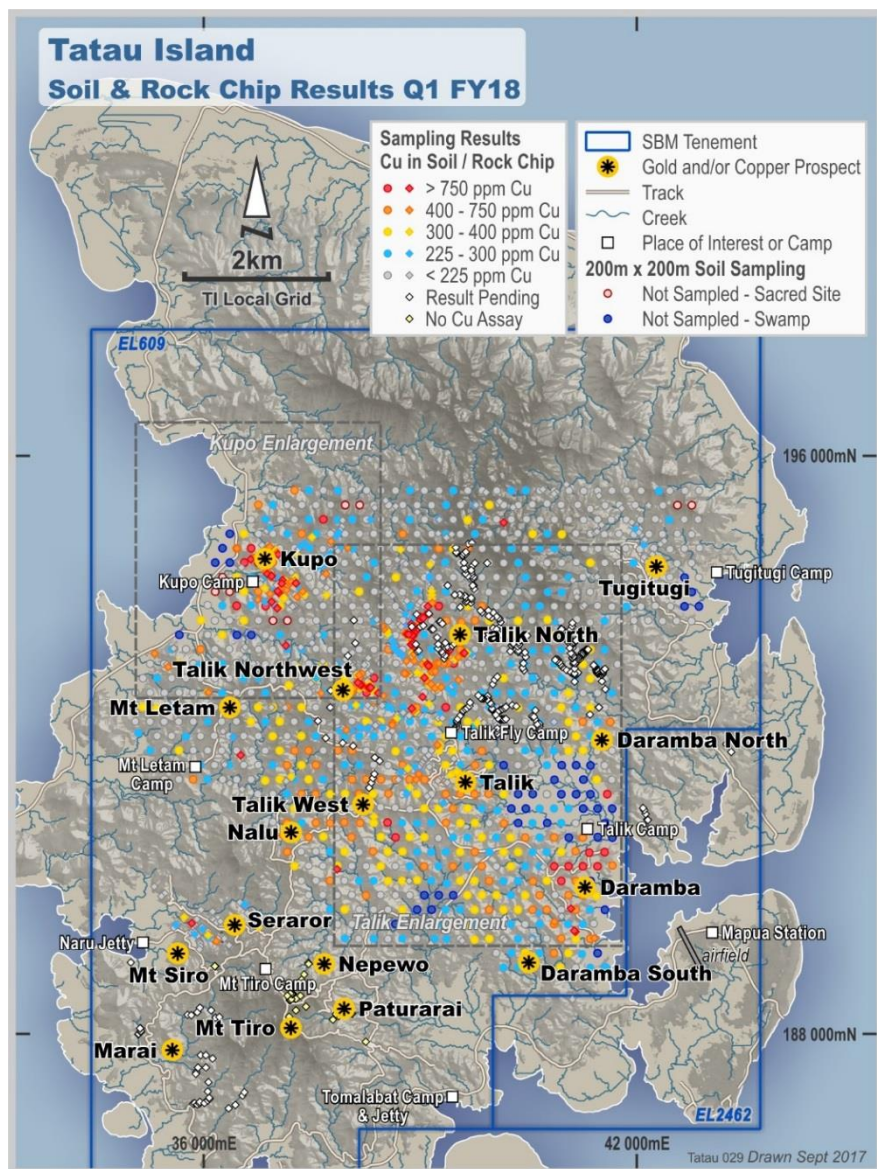 Tatau Island
Soil & Rock Chip Results Q1 FY18
Sampling Results
Cu in Soil / Rock Chip
> 750 ppm Cu
400 - 750 ppm Cu
300 - 400 ppm Cu
225 - 300 ppm Cu
< 225 ppm Cu
Result Pending
No Cu Assay
SBM Tenement
Gold and/or Copper Prospect
Track
Creek
Place of Interest or Camp
200m x 200m Soil Sampling
Not Sampled - Sacred Site
Not Sampled - Swamp
N
2km
TI Local Grid
EL609
Kupo Enlargement
196 000mN
Kupo
Kupo Camp
Tugitugi
Tugitugi Camp
Talik North
Talik Northwest
Mt Letam
Talik Fly Camp
Daramba North
Mt Letam
Camp
Talik
Talik West
Nalu
Talik Camp
Daramba
Seraror
Talik Enlargement
Naru Jetty
Mapua Station
airfield
Mt Siro
Nepewo
Mt Tiro Camp
Daramba South
Paturarai
Mt Tiro
188 000mN
Marai
Tomalabat Camp
& Jetty
EL2462
36 000mE
42 000mE
Tatau 029 Drawn Sept 2017